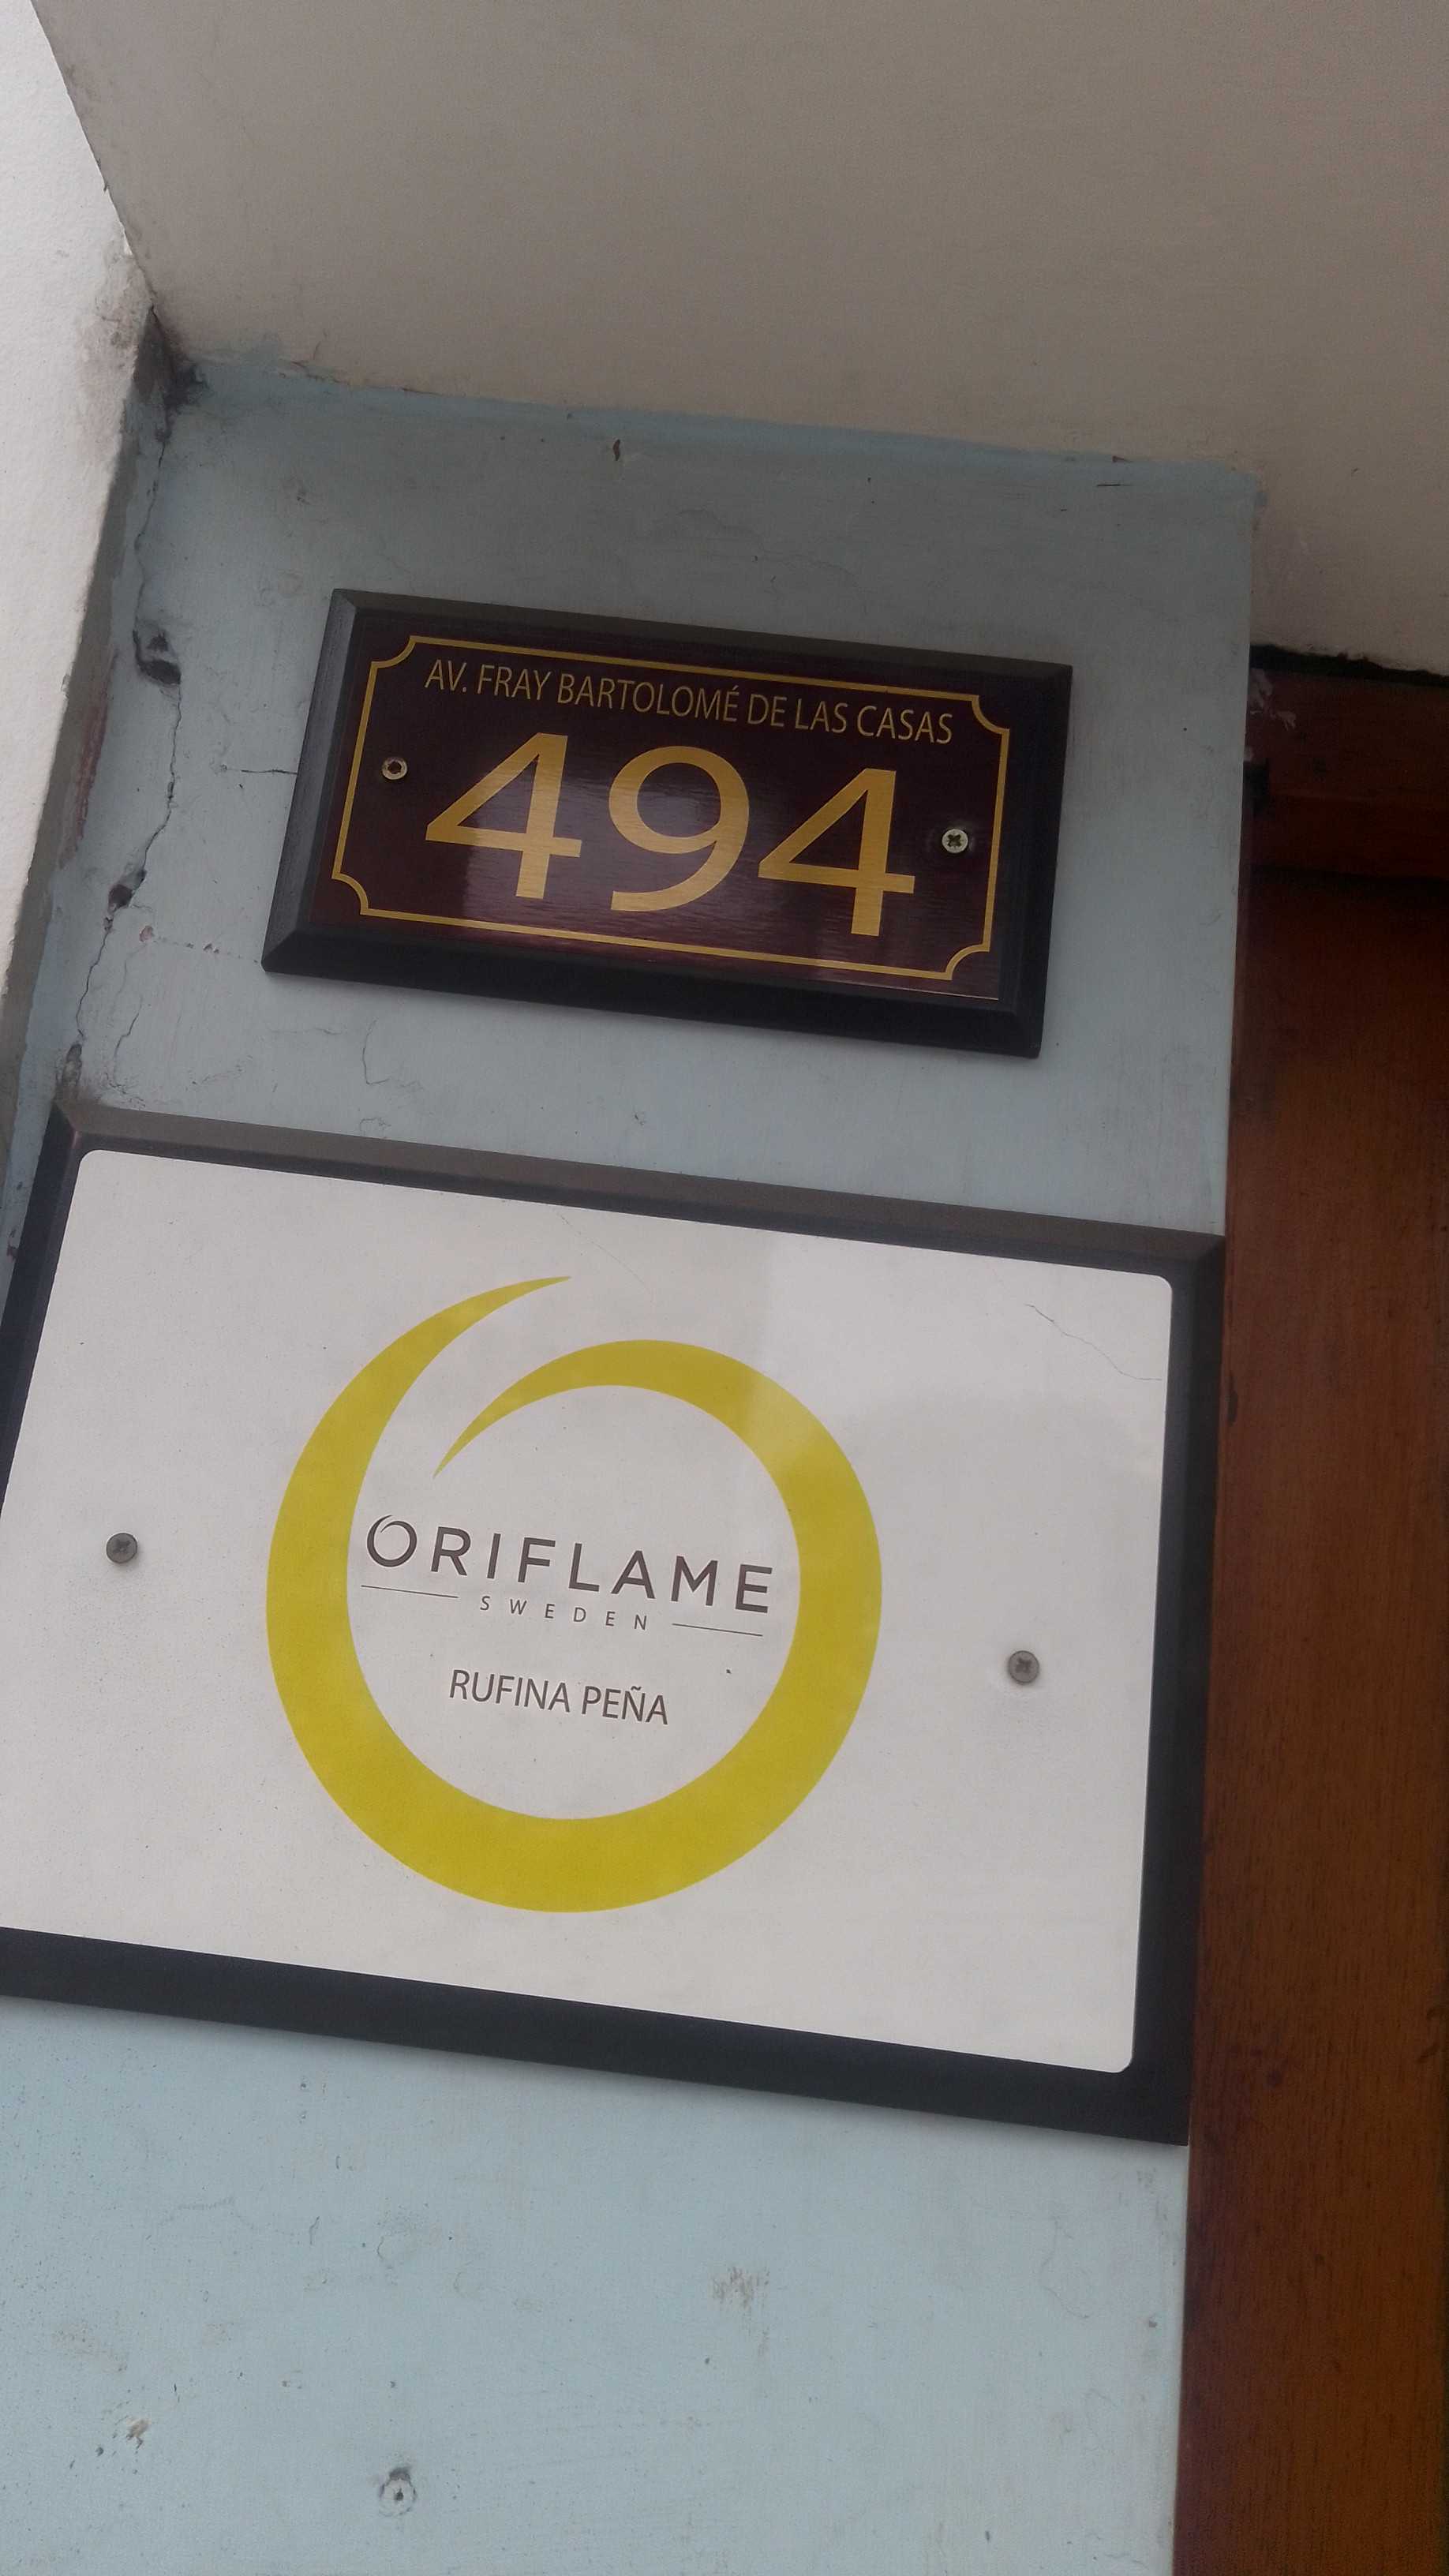 AV. FRAY BARTOLOMÉ DE LAS CASAS
494
ORIFLAME
SWEDEN
RUFINA PEÑA